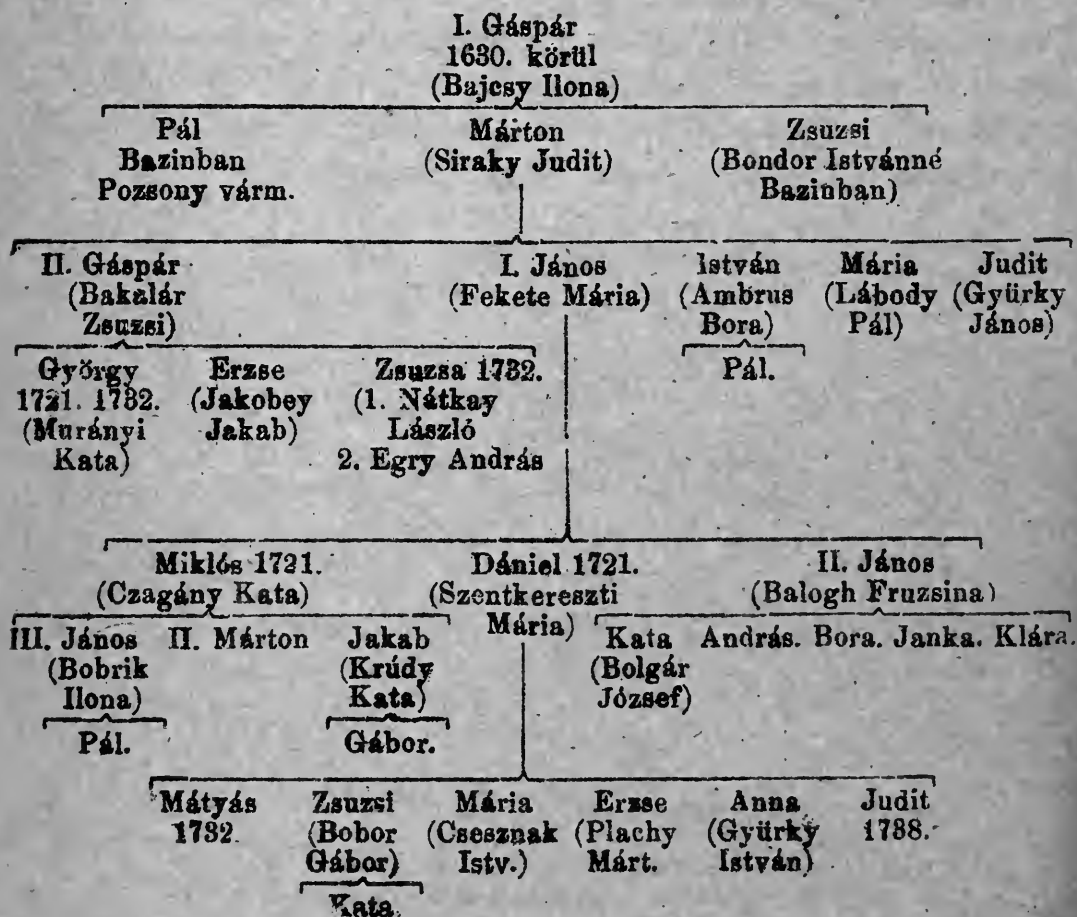 I. Gáspár
1630. körül
(Bajcsy Ilona)
Pál Márton Zsuzsi
Bazinban (Siraky Judit) (Bondor Istvánné
Pozsony várm. Bazinban)
II. Gáspár I. János István Mária Judit
(Bakalár (Fekete Mária) (Ambrus (Lábody (Gyürky
Zsuzsi) Bora) Pál) János)
György Erzse Zsuzsa 1732. Pál.
1721. 1732. (Jakobey (1. Nátkay
(Murányi Jakab) László
Kata) 2. Egry András
Miklós 1721. Dániel 1721. II. János
(Czagány Kata) (Szentkereszti (Balogh Fruzsina)
III. János II. Márton Jakab Mária) Kata András. Bora. Janka. Klára.
(Bobrik (Krúdy (Bolgár
Ilona) Kata) József)
Pál. Gábor.
Mátyás Zsuzsi Mária Erzse Anna Judit
1732. (Bobor (Csesznak (Plachy (Gyürky 1738.
Gábor) Istv.) Márt. István)
Kata.